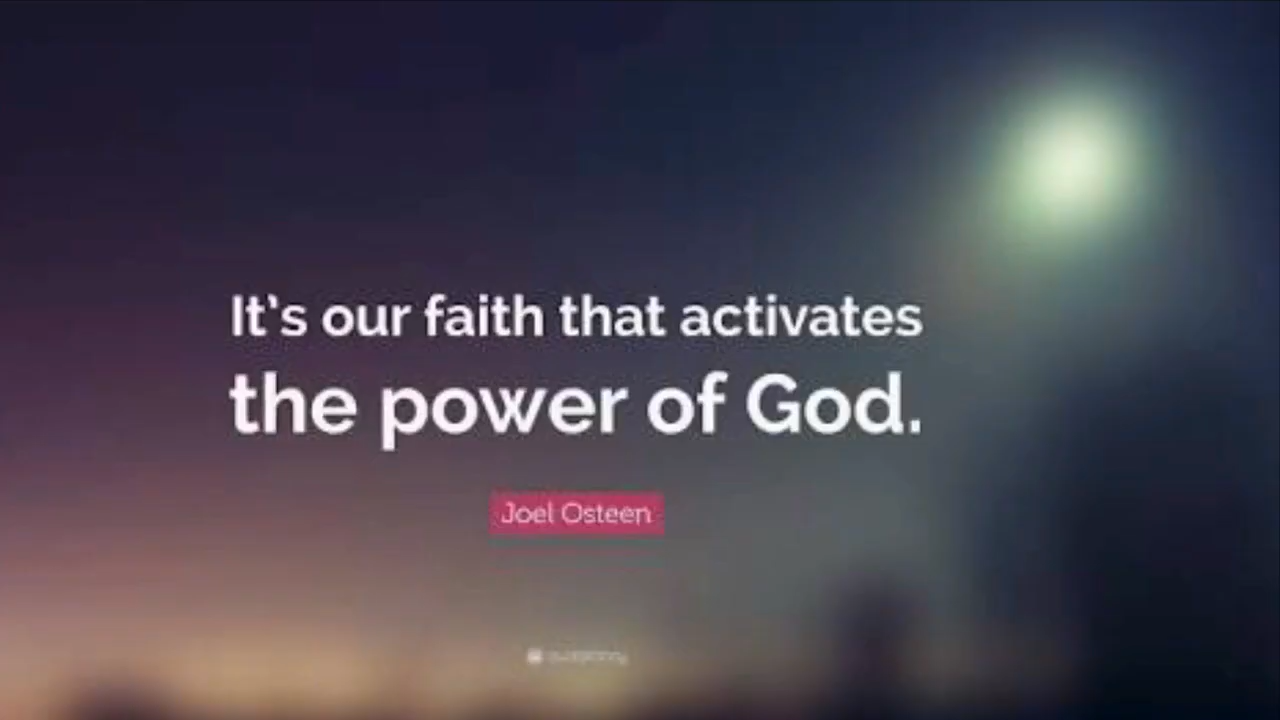 It's our faith that activates
the power of God.
Joel Osteen